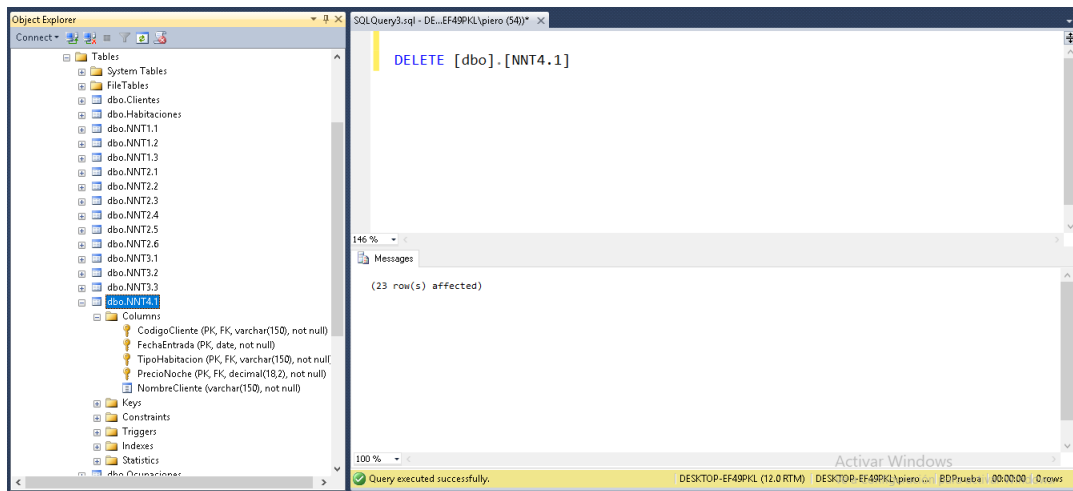 Object Explorer
Connect
Tables
System Tables
FileTables
dbo.Clientes
dbo.Habitaciones
dbo.NNT1.1
dbo.NNT1.2
dbo.NNT1.3
dbo.NNT2.1
dbo.NNT2.2
dbo.NNT2.3
dbo.NNT2.4
dbo.NNT2.5
dbo.NNT2.6
dbo.NNT3.1
dbo.NNT3.2
dbo.NNT3.3
dbo.NNT4.1
Columns
CodigoCliente (PK, FK, varchar(150), not null)
FechaEntrada (PK, date, not null)
TipoHabitacion (PK, FK, varchar(150), not null
PrecioNoche (PK, FK, decimal(18,2), not null)
NombreCliente (varchar(150), not null)
Keys
Constraints
Triggers
Indexes
Statistics
dbo.Ocupaciones
SQLQuery3.sql - DE...EF49PKL\piero (54))*
DELETE [dbo].[NNT4.1]
146 %
Messages
(23 row(s) affected)
100 %
Activar Windows
Query executed successfully.
DESKTOP-EF49PKL (12.0 RTM)
DESKTOP-EF49PKL\piero ...
BDPrueba
00:00:00
0 rows